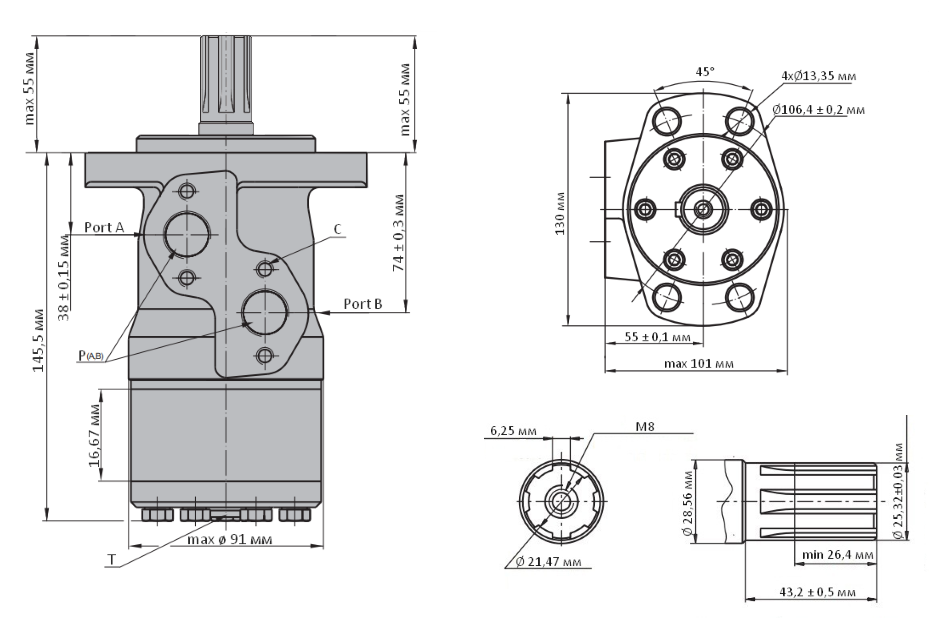 max 55 мм
max 55 мм
Port A
38 ± 0,15 мм
145,5 мм
C
74 ± 0,3 мм
Port B
P(A,B)
16,67 мм
max ø 91 мм
T
45°
4xØ13,35 мм
Ø106,4 ± 0,2 мм
130 мм
55 ± 0,1 мм
max 101 мм
6,25 мм
M8
Ø 21,47 мм
Ø 28,56 мм
Ø 25,32±0,03 мм
min 26,4 мм
43,2 ± 0,5 мм